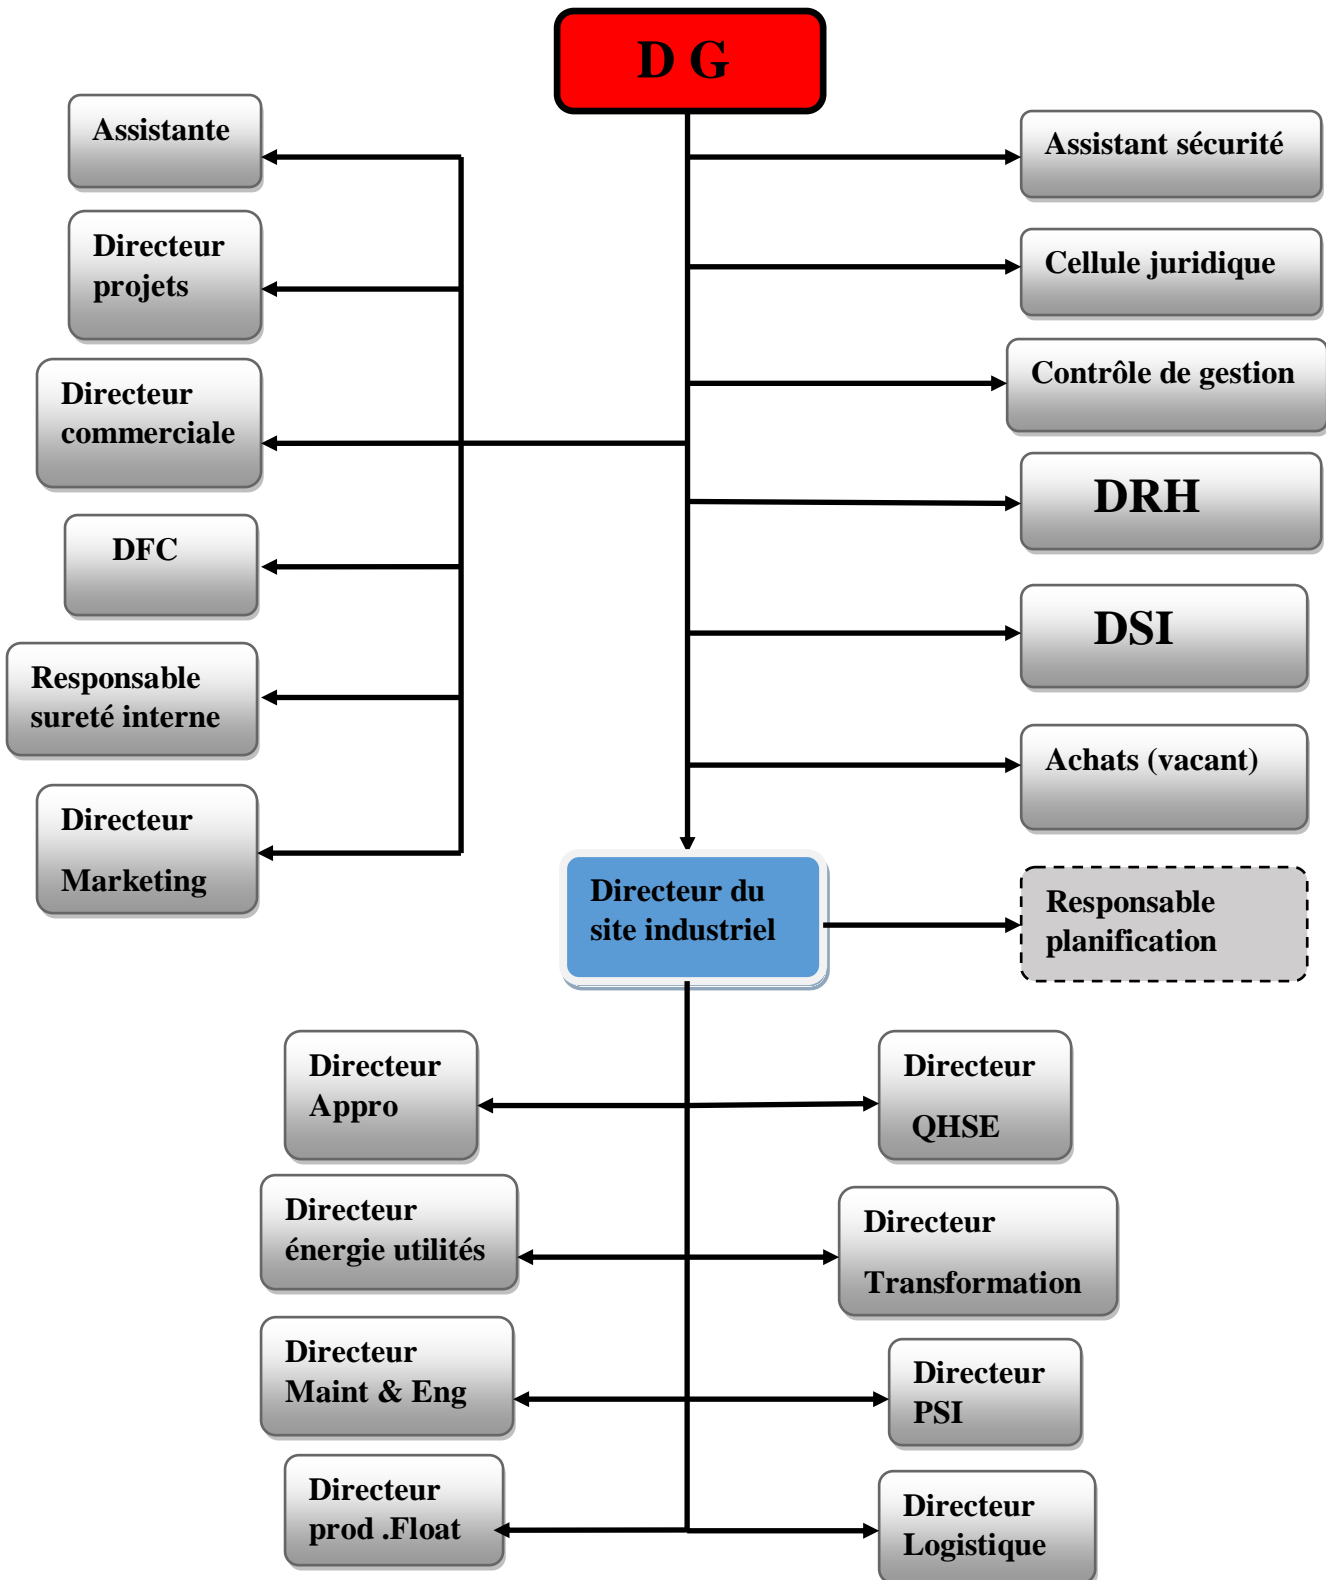 D G
Assistante
Directeur
projets
Directeur
commerciale
DFC
Responsable
sureté interne
Directeur
Marketing
Assistant sécurité
Cellule juridique
Contrôle de gestion
DRH
DSI
Achats (vacant)
Directeur du
site industriel
Responsable
planification
Directeur
Appro
Directeur
QHSE
Directeur
énergie utilités
Directeur
Transformation
Directeur
Maint & Eng
Directeur
PSI
Directeur
prod .Float
Directeur
Logistique